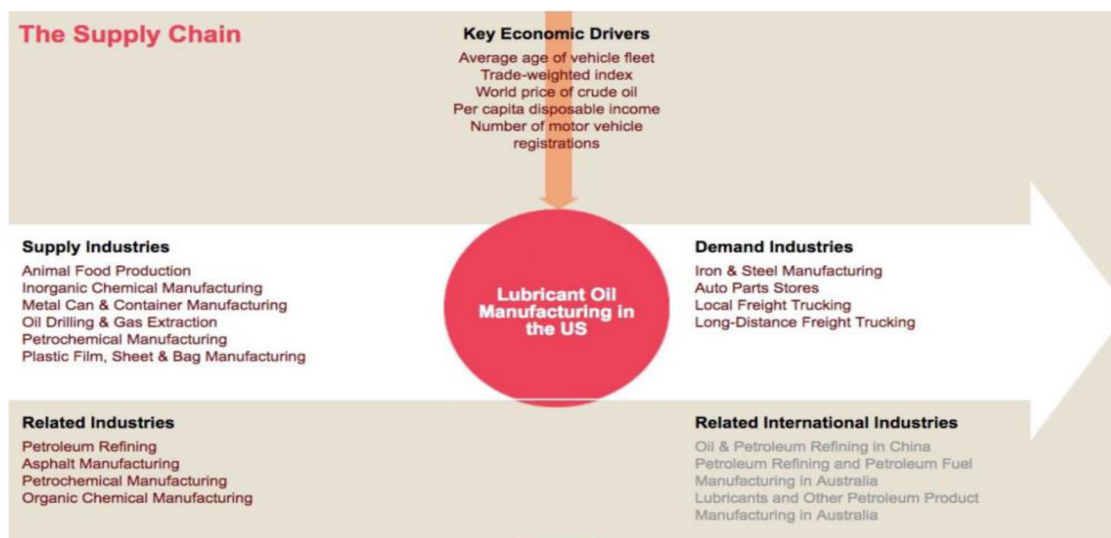 The Supply Chain
Key Economic Drivers
Average age of vehicle fleet
Trade-weighted index
World price of crude oil
Per capita disposable income
Number of motor vehicle
registrations
Supply Industries
Animal Food Production
Inorganic Chemical Manufacturing
Metal Can & Container Manufacturing
Oil Drilling & Gas Extraction
Petrochemical Manufacturing
Plastic Film, Sheet & Bag Manufacturing
Lubricant Oil
Manufacturing in
the US
Demand Industries
Iron & Steel Manufacturing
Auto Parts Stores
Local Freight Trucking
Long-Distance Freight Trucking
Related Industries
Petroleum Refining
Asphalt Manufacturing
Petrochemical Manufacturing
Organic Chemical Manufacturing
Related International Industries
Oil & Petroleum Refining in China
Petroleum Refining and Petroleum Fuel
Manufacturing in Australia
Lubricants and Other Petroleum Product
Manufacturing in Australia